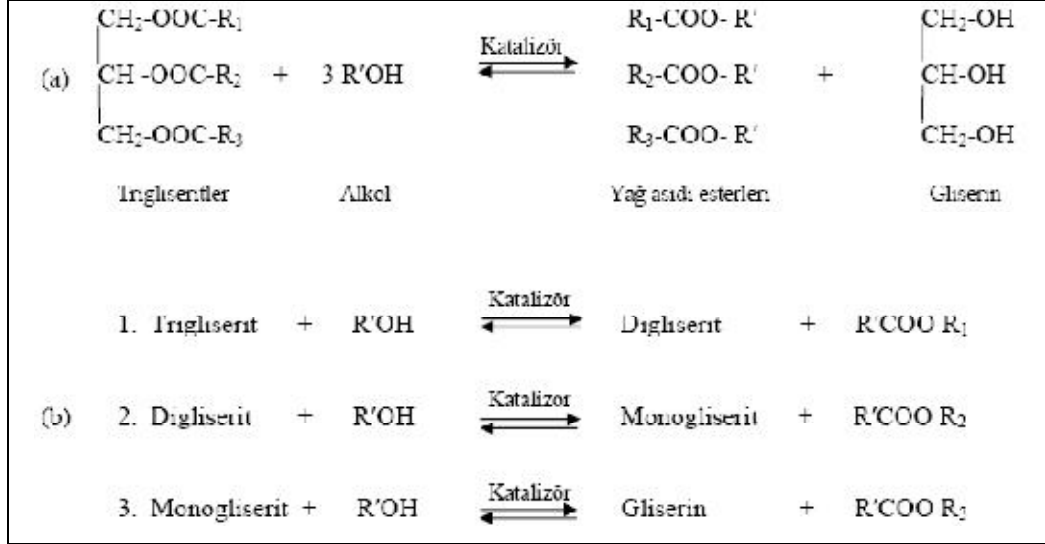 CH₂-OOC-R₁ R₁-COO- R′ CH₂-OH
(a) CH -OOC-R₂ + 3 R′OH Katalizör R₂-COO- R′ + CH-OH
CH₂-OOC-R₃ R₃-COO- R′ CH₂-OH
Trigliseritler Alkol Yağ asidi esterleri Gliserin
1. Trigliserit + R′OH Katalizör Digliserit + R′COO R₁
(b) 2. Digliserit + R′OH Katalizör Monogliserit + R′COO R₂
3. Monogliserit + R′OH Katalizör Gliserin + R′COO R₃